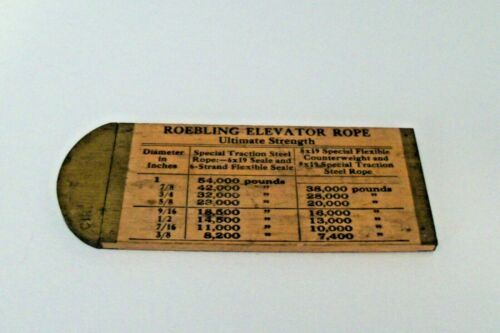 ROEBLING ELEVATOR ROPE
Ultimate Strength
Diameter in Inches
Special Traction Steel Rope:—6x19 Seale and 6-Strand Flexible Seale
8x19 Special Flexible Counterweight and 8x19 Special Traction Steel Rope
1 54,000 pounds
7/8 42,000 " 38,000 pounds
3/4 32,000 " 28,000 "
5/8 23,000 " 20,000 "
9/16 18,500 " 16,000 "
1/2 14,500 " 13,000 "
7/16 11,000 " 10,000 "
3/8 8,200 " 7,400 "